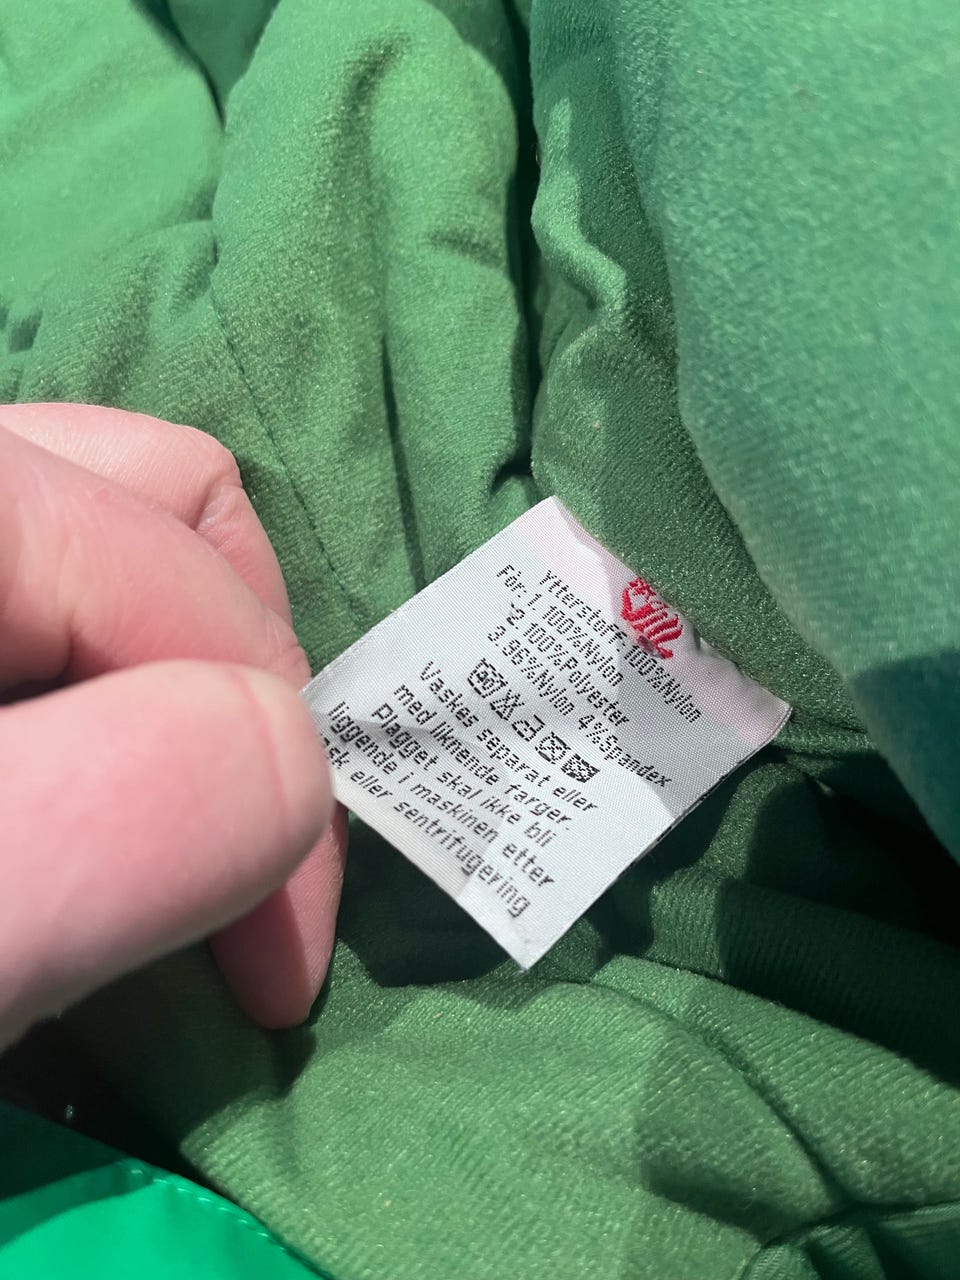 Ytterstoff: 100%Nylon
Fôr: 1. 100%Nylon
2. 100%Polyester
3. 96%Nylon 4%Spandex
40
Vaskes separat eller
med liknende farger.
Plagget skal ikke bli
liggende i maskinen etter
eller sentrifugering